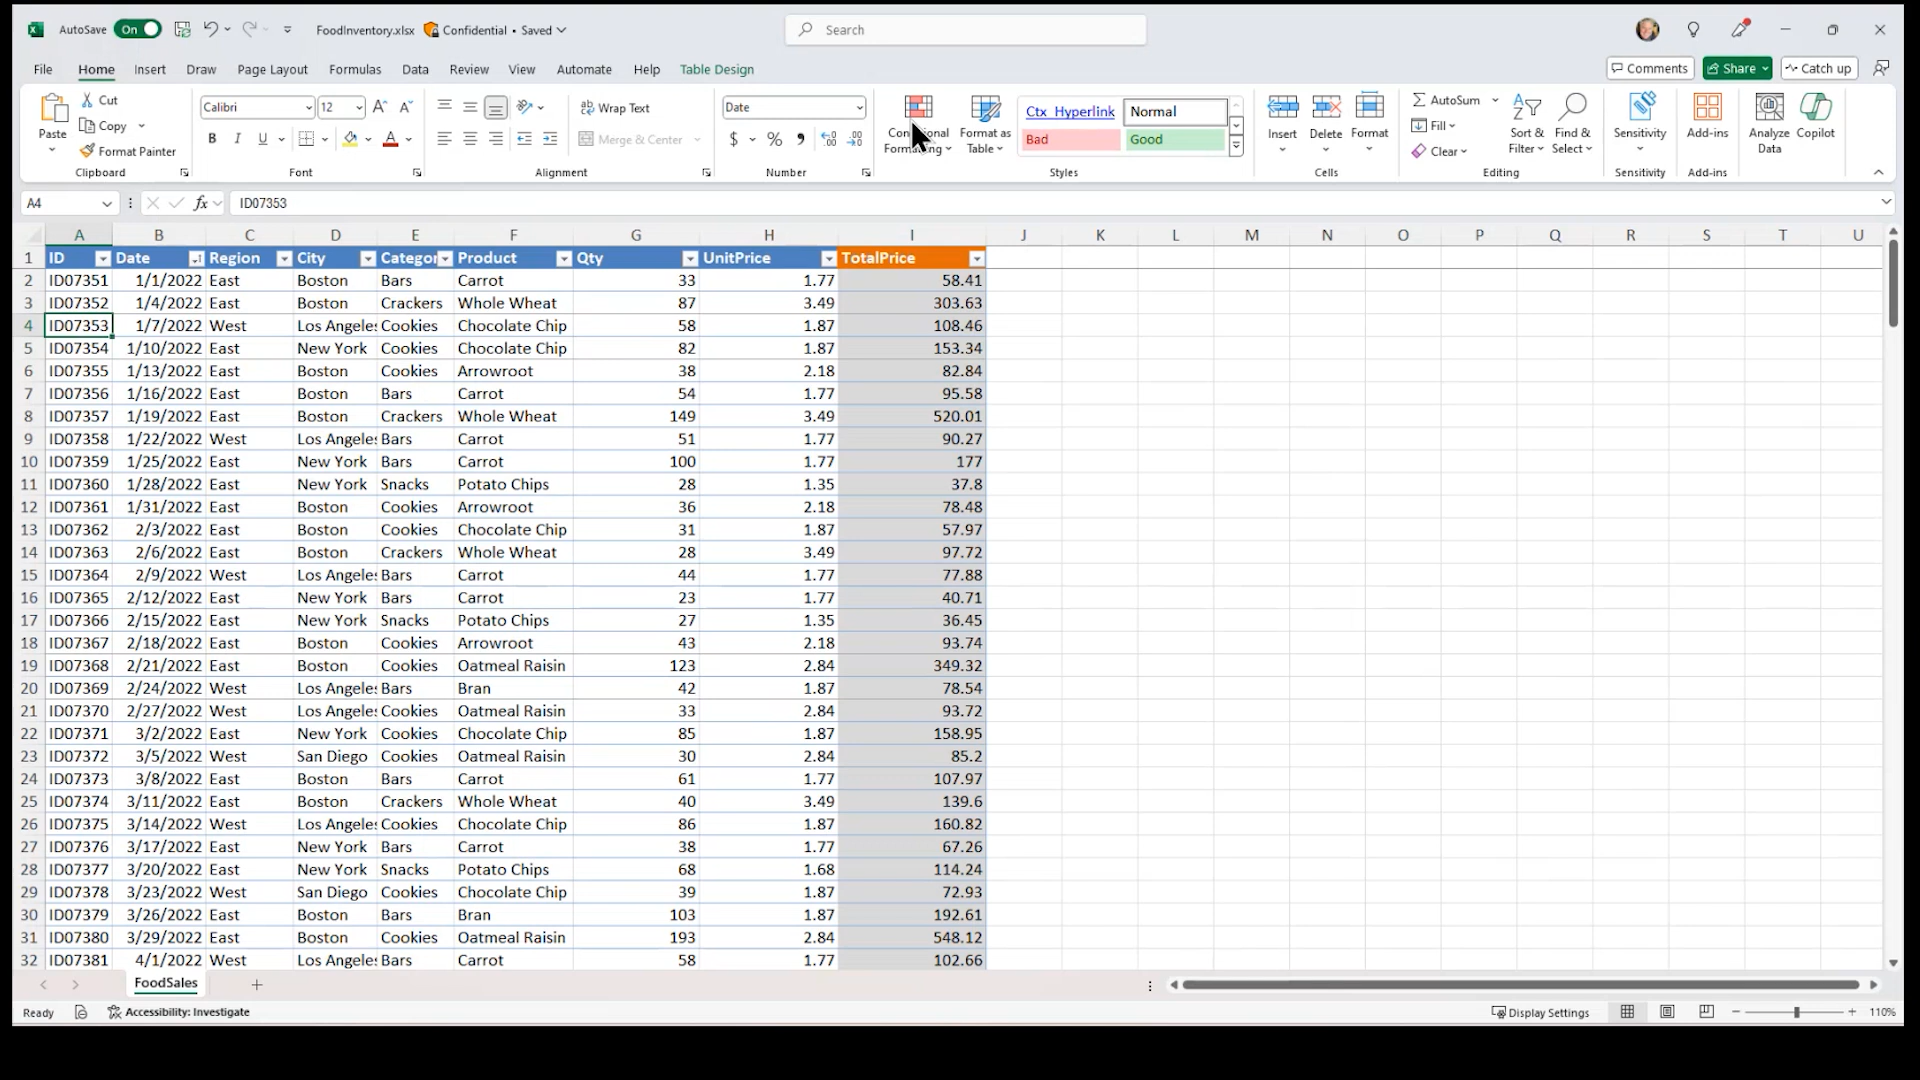 AutoSave On FoodInventory.xlsx Confidential • Saved Search
File Home Insert Draw Page Layout Formulas Data Review View Automate Help Table Design Comments Share Catch up
Paste Cut Copy Format Painter Clipboard
Calibri 12 B I U A Font
Wrap Text Merge & Center Alignment
Date $ % Number
Conditional Formatting Format as Table Ctx_Hyperlink Normal Bad Good Styles
Insert Delete Format Cells
AutoSum Fill Clear Sort & Filter Find & Select Editing
Sensitivity Sensitivity
Add-ins Add-ins
Analyze Data Copilot
A4 fx ID07353
A B C D E F G H I J K L M N O P Q R S T U
1 ID Date Region City Categor Product Qty UnitPrice TotalPrice
2 ID07351 1/1/2022 East Boston Bars Carrot 33 1.77 58.41
3 ID07352 1/4/2022 East Boston Crackers Whole Wheat 87 3.49 303.63
4 ID07353 1/7/2022 West Los Angele Cookies Chocolate Chip 58 1.87 108.46
5 ID07354 1/10/2022 East New York Cookies Chocolate Chip 82 1.87 153.34
6 ID07355 1/13/2022 East Boston Cookies Arrowroot 38 2.18 82.84
7 ID07356 1/16/2022 East Boston Bars Carrot 54 1.77 95.58
8 ID07357 1/19/2022 East Boston Crackers Whole Wheat 149 3.49 520.01
9 ID07358 1/22/2022 West Los Angele Bars Carrot 51 1.77 90.27
10 ID07359 1/25/2022 East New York Bars Carrot 100 1.77 177
11 ID07360 1/28/2022 East New York Snacks Potato Chips 28 1.35 37.8
12 ID07361 1/31/2022 East Boston Cookies Arrowroot 36 2.18 78.48
13 ID07362 2/3/2022 East Boston Cookies Chocolate Chip 31 1.87 57.97
14 ID07363 2/6/2022 East Boston Crackers Whole Wheat 28 3.49 97.72
15 ID07364 2/9/2022 West Los Angele Bars Carrot 44 1.77 77.88
16 ID07365 2/12/2022 East New York Bars Carrot 23 1.77 40.71
17 ID07366 2/15/2022 East New York Snacks Potato Chips 27 1.35 36.45
18 ID07367 2/18/2022 East Boston Cookies Arrowroot 43 2.18 93.74
19 ID07368 2/21/2022 East Boston Cookies Oatmeal Raisin 123 2.84 349.32
20 ID07369 2/24/2022 West Los Angele Bars Bran 42 1.87 78.54
21 ID07370 2/27/2022 West Los Angele Cookies Oatmeal Raisin 33 2.84 93.72
22 ID07371 3/2/2022 East New York Cookies Chocolate Chip 85 1.87 158.95
23 ID07372 3/5/2022 West San Diego Cookies Oatmeal Raisin 30 2.84 85.2
24 ID07373 3/8/2022 East Boston Bars Carrot 61 1.77 107.97
25 ID07374 3/11/2022 East Boston Crackers Whole Wheat 40 3.49 139.6
26 ID07375 3/14/2022 West Los Angele Cookies Chocolate Chip 86 1.87 160.82
27 ID07376 3/17/2022 East New York Bars Carrot 38 1.77 67.26
28 ID07377 3/20/2022 East New York Snacks Potato Chips 68 1.68 114.24
29 ID07378 3/23/2022 West San Diego Cookies Chocolate Chip 39 1.87 72.93
30 ID07379 3/26/2022 East Boston Bars Bran 103 1.87 192.61
31 ID07380 3/29/2022 East Boston Cookies Oatmeal Raisin 193 2.84 548.12
32 ID07381 4/1/2022 West Los Angele Bars Carrot 58 1.77 102.66
FoodSales
Ready Accessibility: Investigate Display Settings 110%